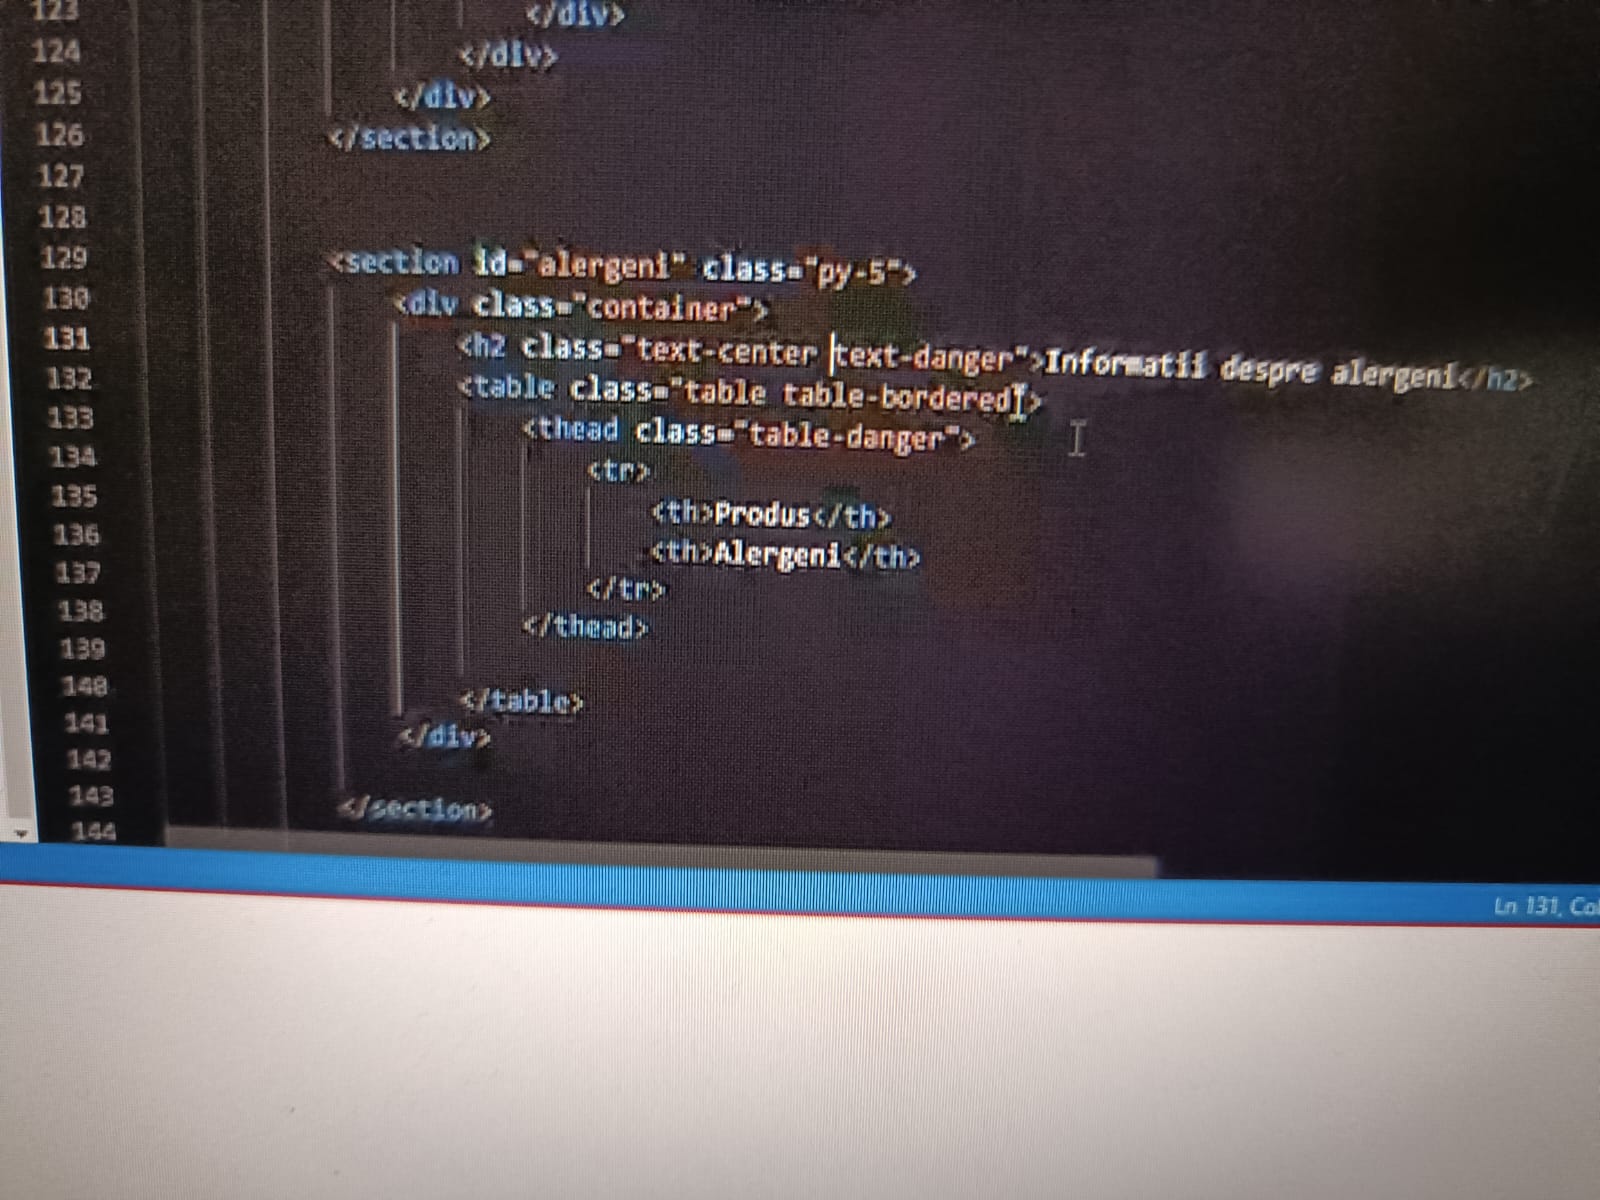 123 </div>
124 </div>
125 </div>
126 </section>
127
128
129 <section id="alergeni" class="py-5">
130 <div class="container">
131 <h2 class="text-center text-danger">Informatii despre alergeni</h2>
132 <table class="table table-bordered">
133 <thead class="table-danger">
134 <tr>
135 <th>Produs</th>
136 <th>Alergeni</th>
137 </tr>
138 </thead>
139
140 </table>
141 </div>
142
143 </section>
144
Ln 131, Col